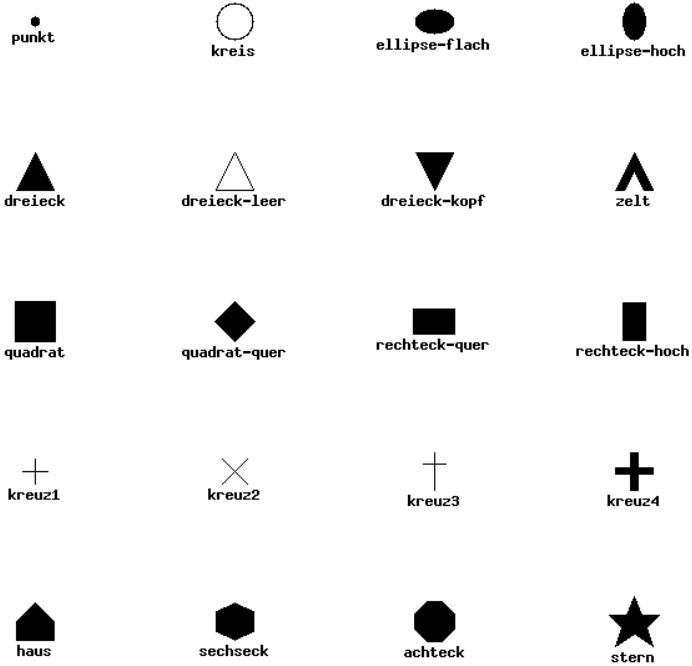 punkt
kreis
ellipse-flach
ellipse-hoch
dreieck
dreieck-leer
dreieck-kopf
zelt
quadrat
quadrat-quer
rechteck-quer
rechteck-hoch
kreuz1
kreuz2
kreuz3
kreuz4
haus
sechseck
achteck
stern